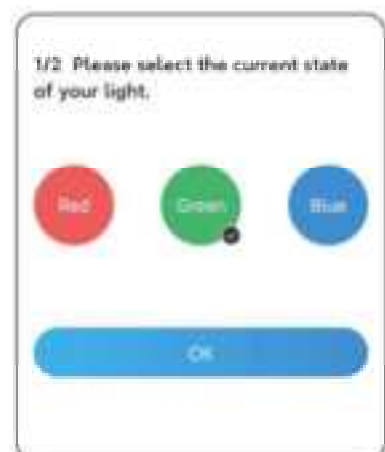 1/2 Please select the current state
of your light.
Red Green Blue
OK